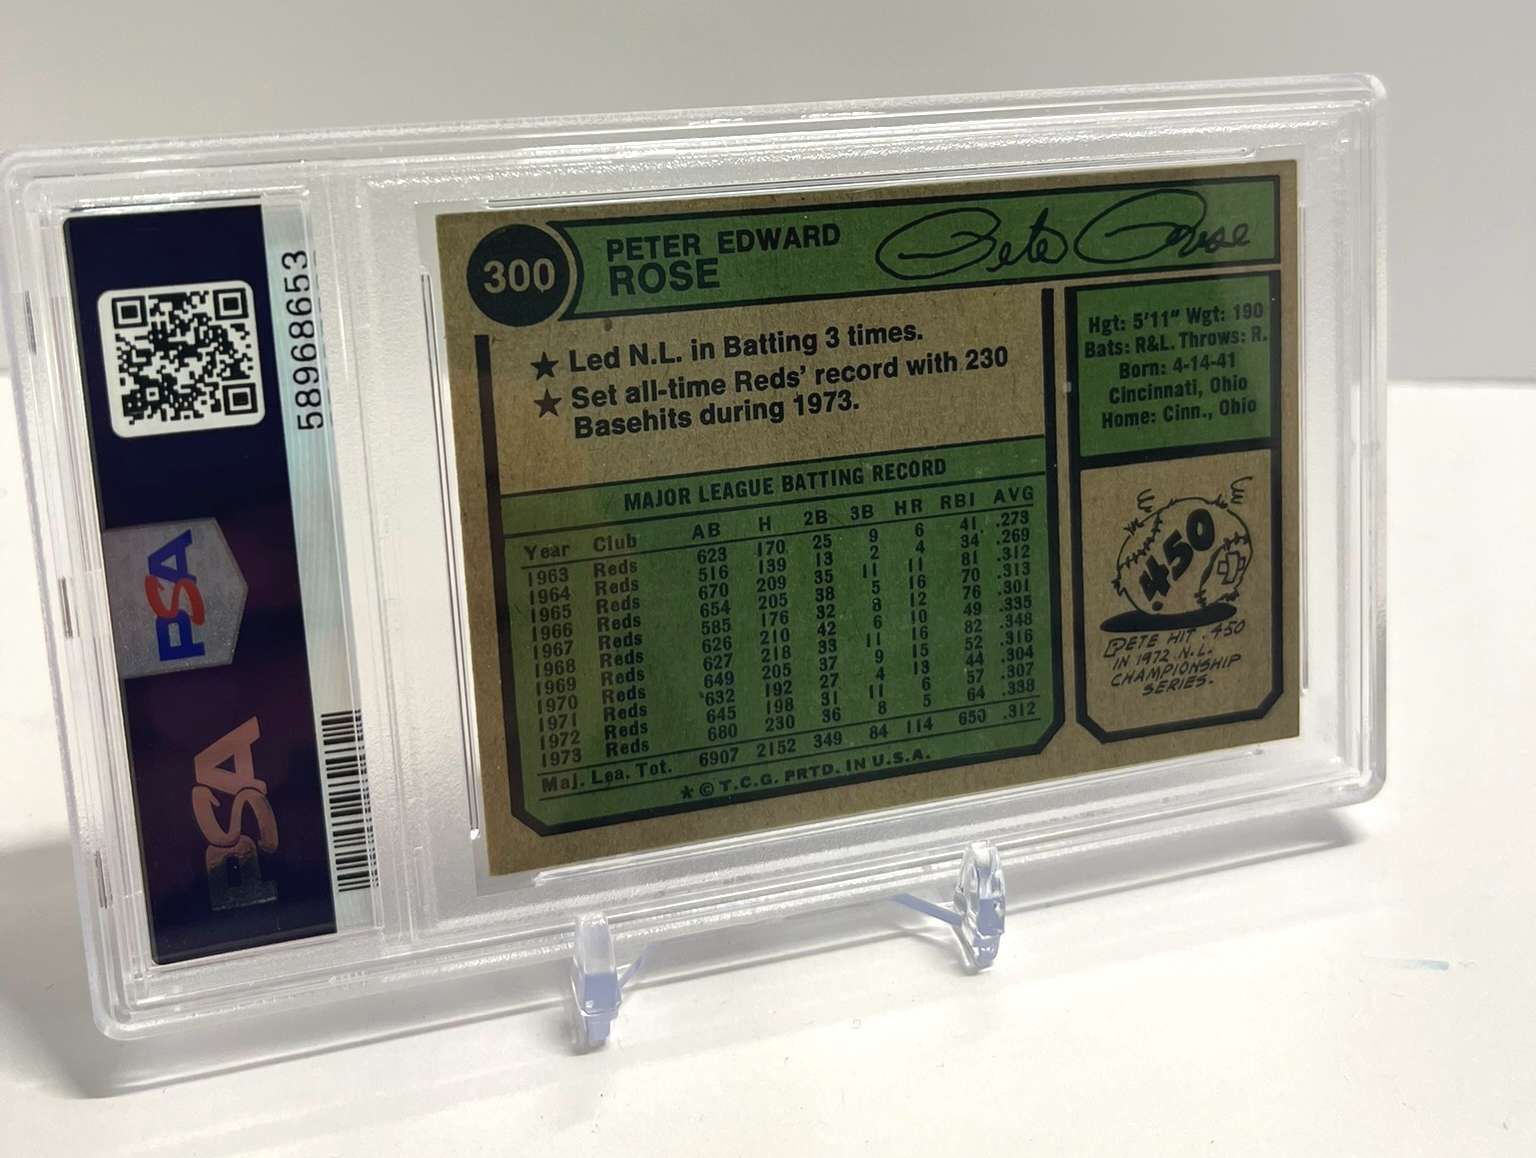 58968653
PSA
PSA
300
PETER EDWARD
ROSE
Pete Rose
★ Led N.L. in Batting 3 times.
★ Set all-time Reds' record with 230
Basehits during 1973.
Hgt: 5'11" Wgt: 190
Bats: R&L. Throws: R.
Born: 4-14-41
Cincinnati, Ohio
Home: Cinn., Ohio
MAJOR LEAGUE BATTING RECORD
Year Club AB H 2B 3B HR RBI AVG
1963 Reds 623 170 25 9 6 41 .273
1964 Reds 516 139 13 2 4 34 .269
1965 Reds 670 209 35 11 11 81 .312
1966 Reds 654 205 38 5 16 70 .313
1967 Reds 585 176 32 8 12 76 .301
1968 Reds 626 210 42 6 10 49 .335
1969 Reds 627 218 33 11 16 82 .348
1970 Reds 649 205 37 9 15 52 .316
1971 Reds 632 192 27 4 13 44 .304
1972 Reds 645 198 31 11 6 57 .307
1973 Reds 680 230 36 8 5 64 .338
Maj. Lea. Tot. 6907 2152 349 84 114 650 .312
★ © T.C.G. PRTD. IN U.S.A.
.450
PETE HIT .450
IN 1972 N.L.
CHAMPIONSHIP
SERIES.